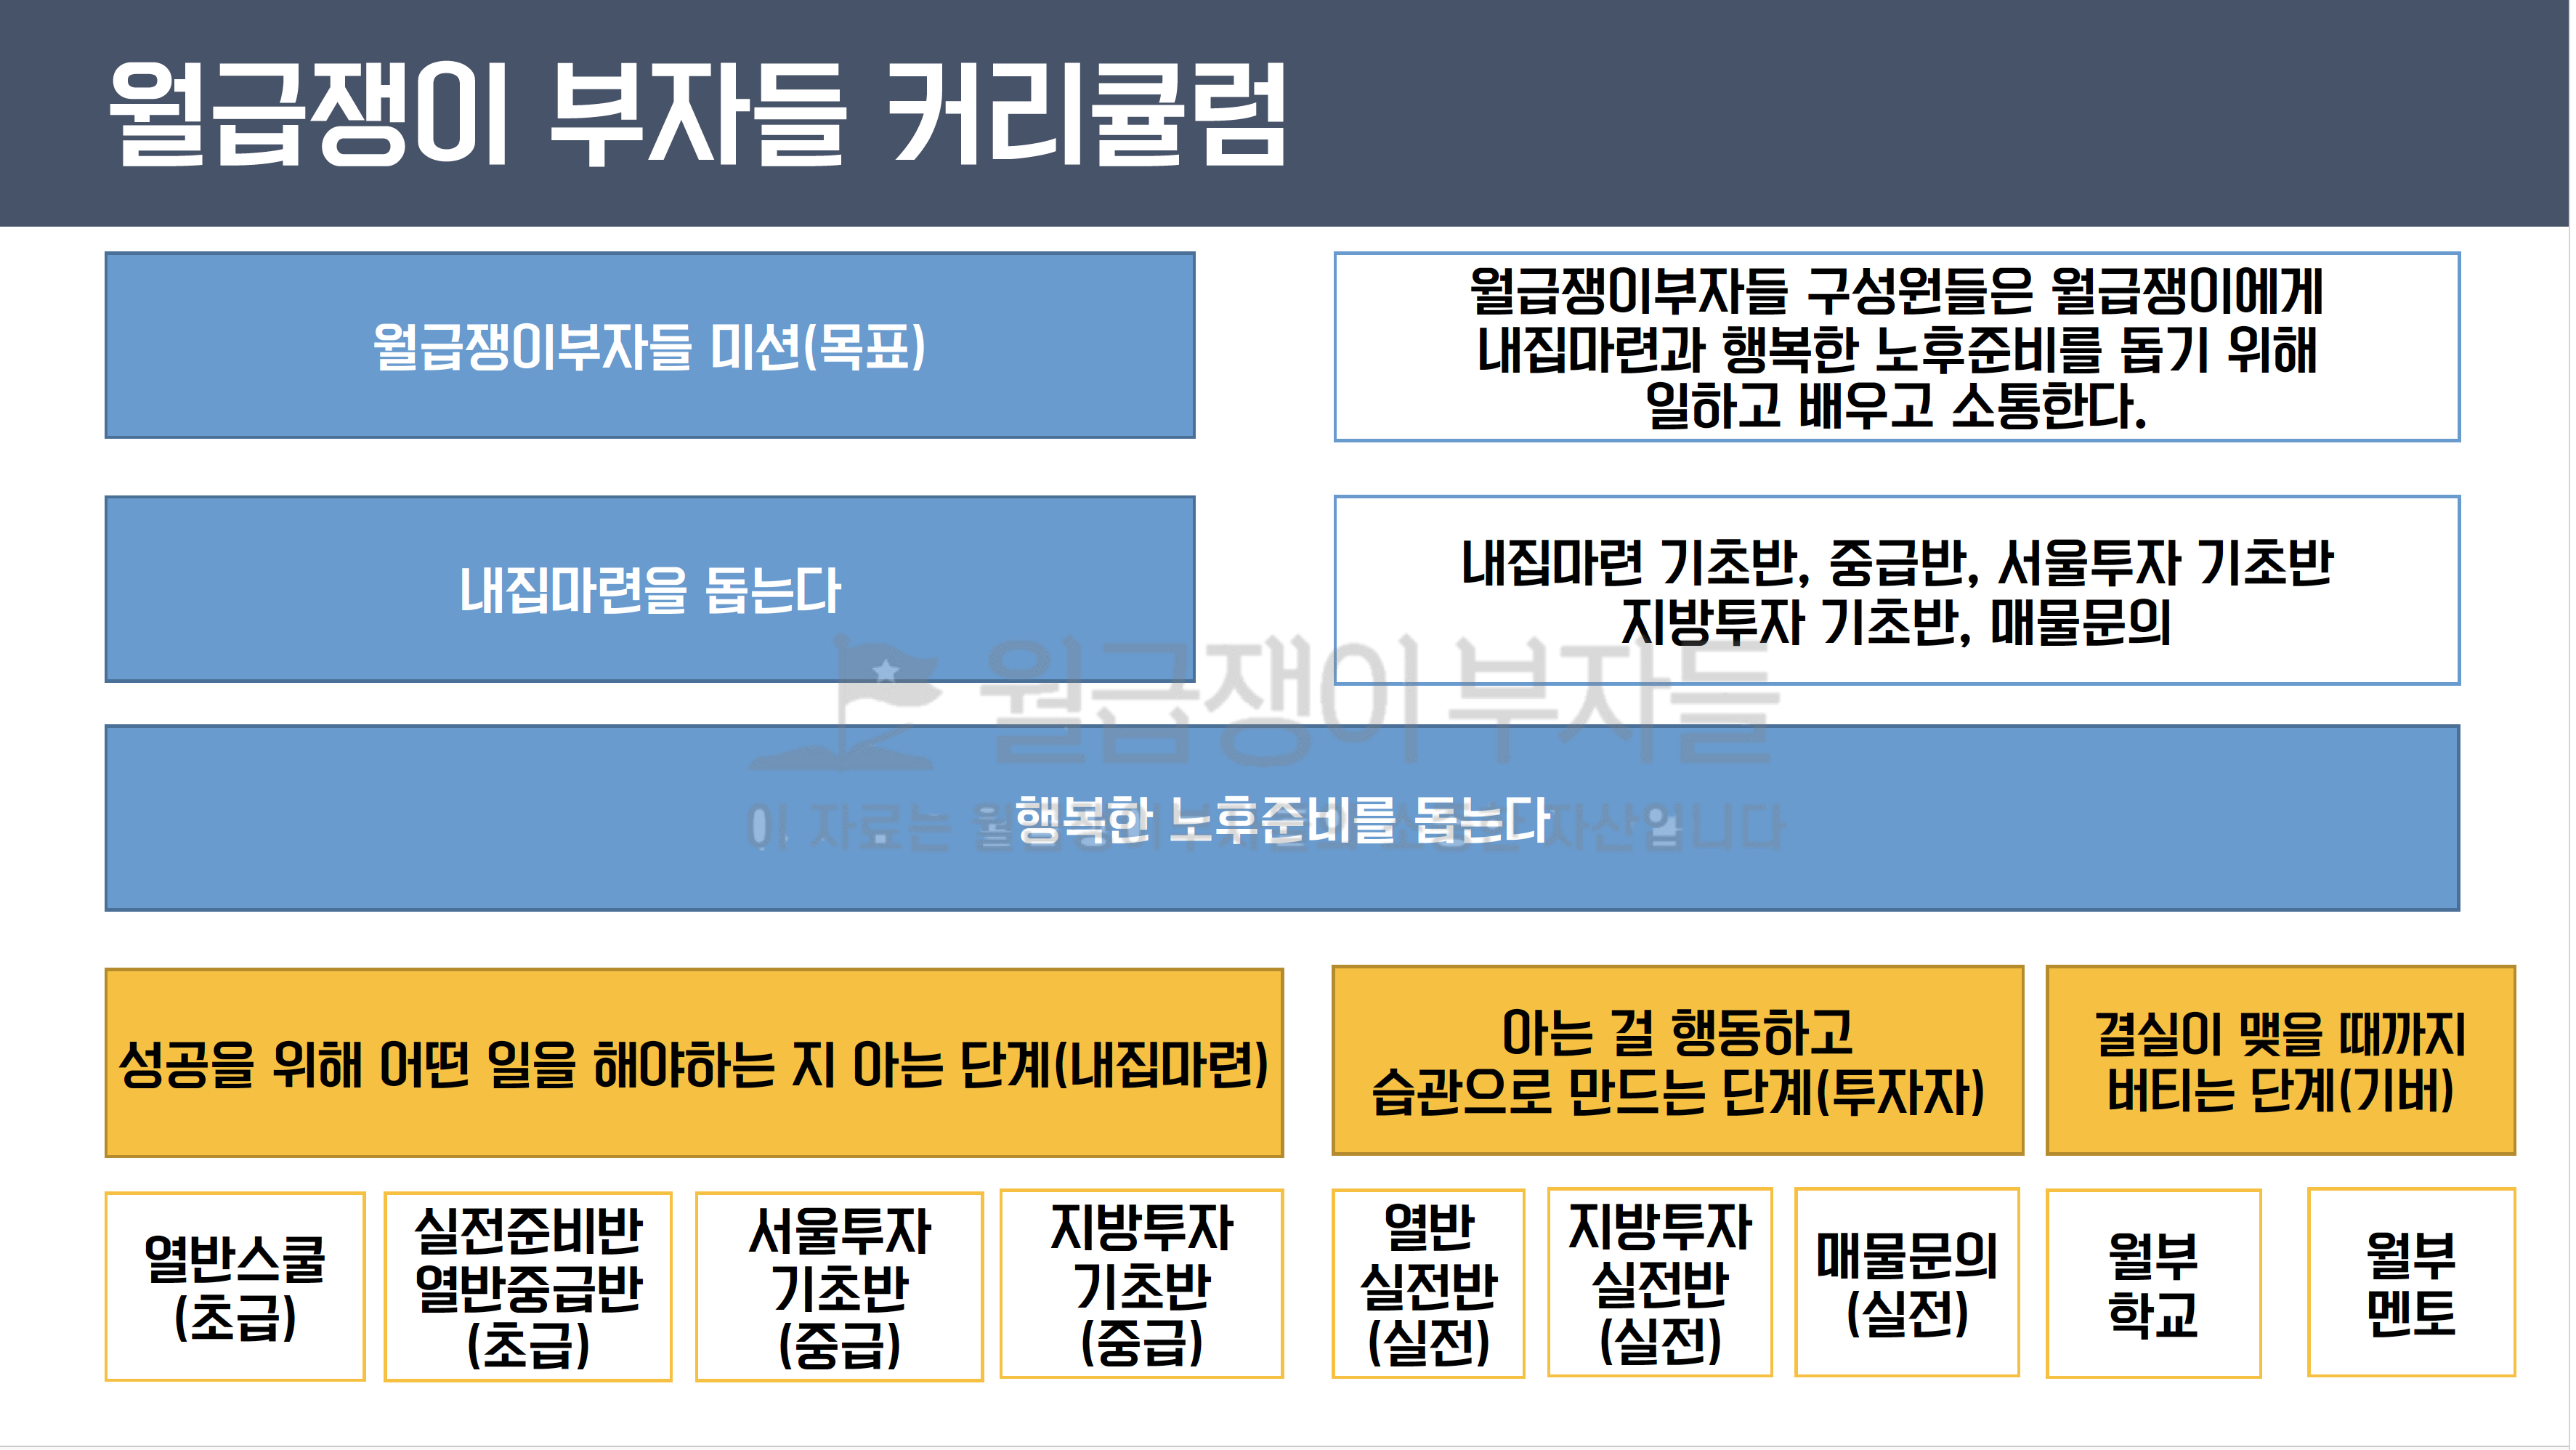 월급쟁이 부자들 커리큘럼
월급쟁이부자들 미션(목표)
월급쟁이부자들 구성원들은 월급쟁이에게
내집마련과 행복한 노후준비를 돕기 위해
일하고 배우고 소통한다.
내집마련을 돕는다
내집마련 기초반, 중급반, 서울투자 기초반
지방투자 기초반, 매물문의
월급쟁이 부자들
행복한 노후준비를 돕는다
이 자료는 월급쟁이부자들의 소중한 자산입니다
성공을 위해 어떤 일을 해야하는 지 아는 단계(내집마련)
아는 걸 행동하고
습관으로 만드는 단계(투자자)
결실이 맺을 때까지
버티는 단계(기버)
열반스쿨
(초급)
실전준비반
열반중급반
(초급)
서울투자
기초반
(중급)
지방투자
기초반
(중급)
열반
실전반
(실전)
지방투자
실전반
(실전)
매물문의
(실전)
월부
학교
월부
멘토